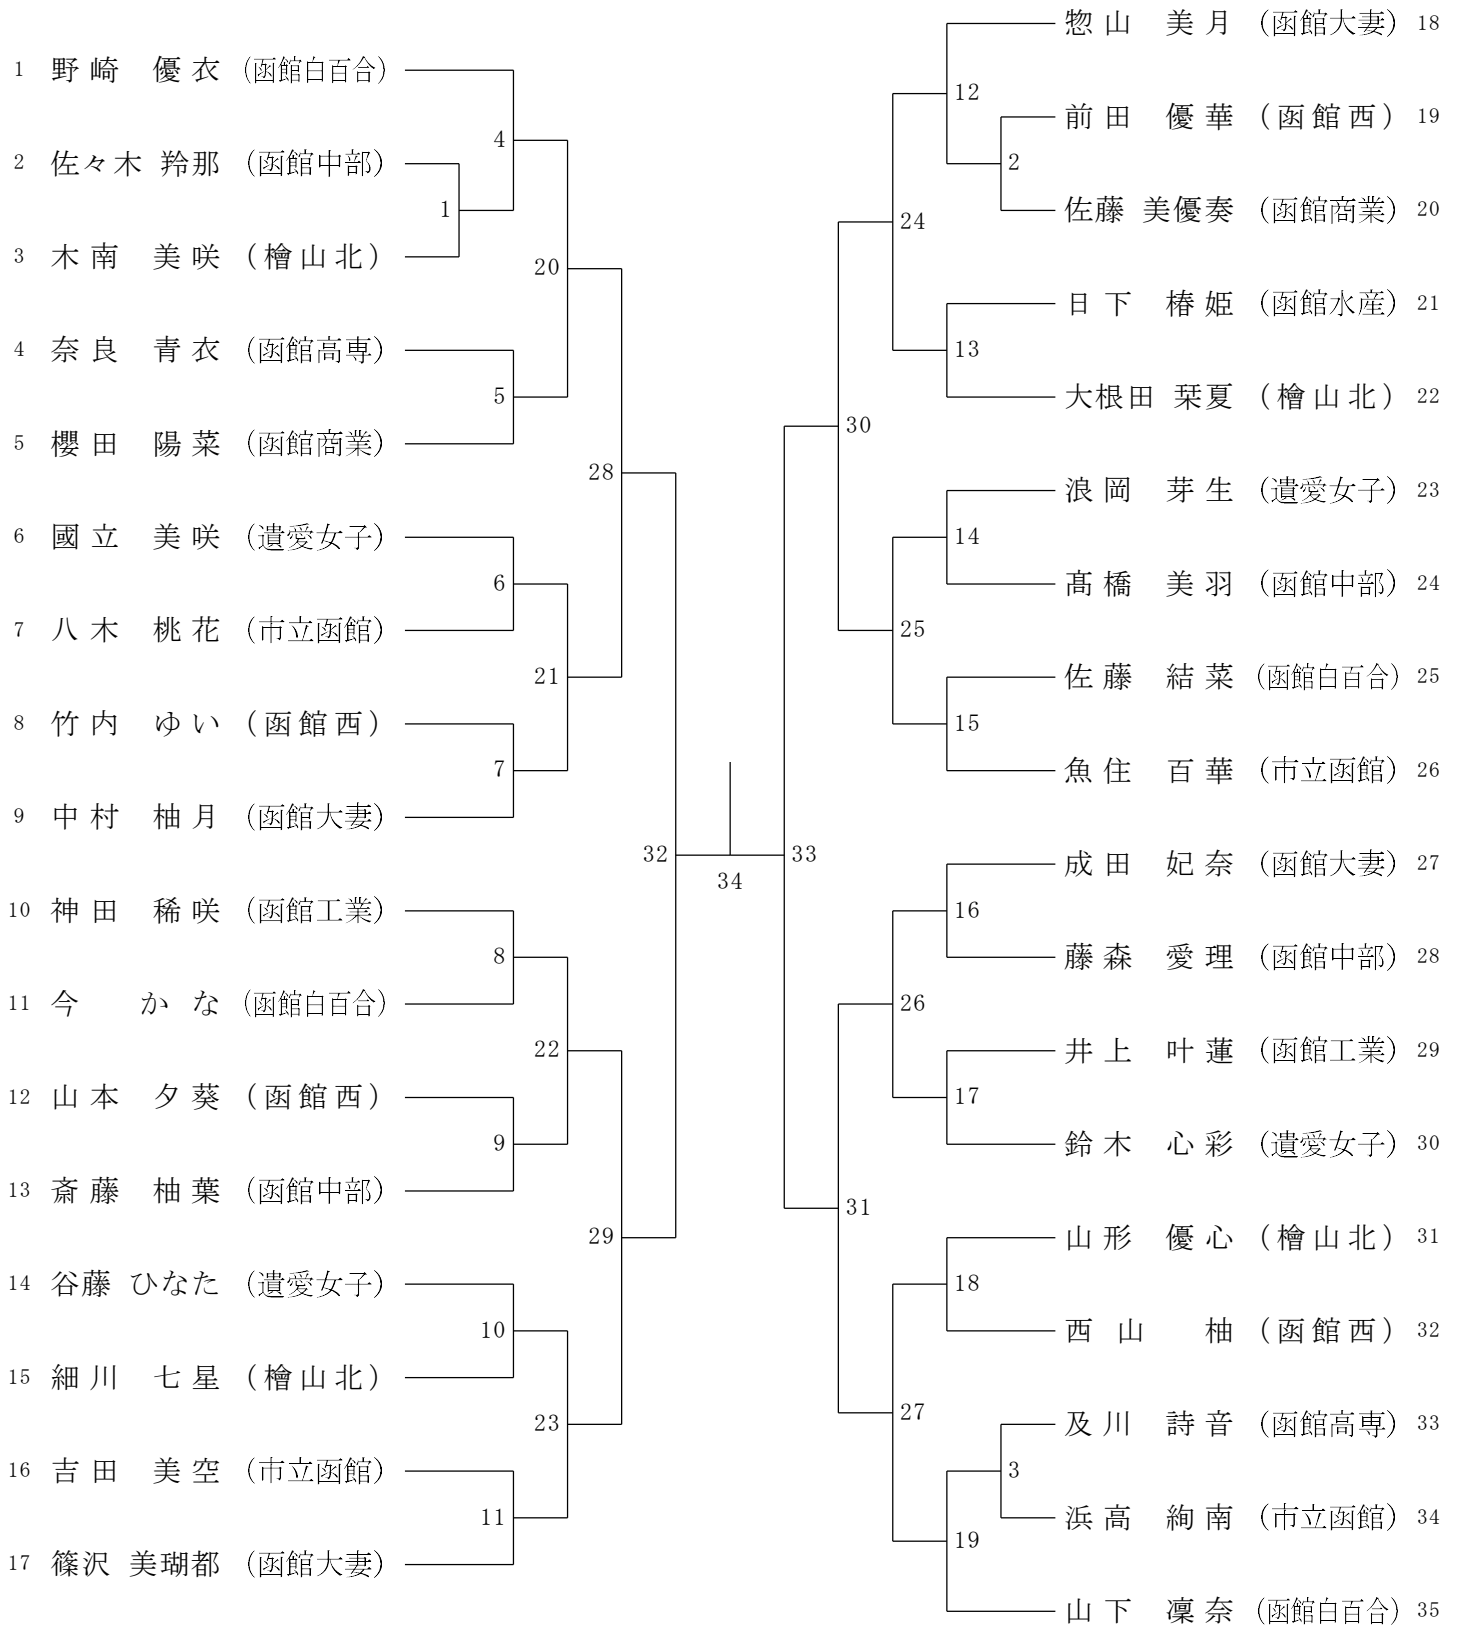 1 野崎 優衣 (函館白百合)
2 佐々木 羚那 (函館中部)
3 木南 美咲 (檜山北)
4 奈良 青衣 (函館高専)
5 櫻田 陽菜 (函館商業)
6 國立 美咲 (遺愛女子)
7 八木 桃花 (市立函館)
8 竹内 ゆい (函館西)
9 中村 柚月 (函館大妻)
10 神田 稀咲 (函館工業)
11 今 かな (函館白百合)
12 山本 夕葵 (函館西)
13 斎藤 柚葉 (函館中部)
14 谷藤 ひなた (遺愛女子)
15 細川 七星 (檜山北)
16 吉田 美空 (市立函館)
17 篠沢 美瑚都 (函館大妻)
4
1
20
5
28
6
21
7
32
8
22
9
29
10
23
11
34
33
12
2
24
13
30
14
25
15
16
26
17
31
18
27
3
19
惣山 美月 (函館大妻) 18
前田 優華 (函館西) 19
佐藤 美優奏 (函館商業) 20
日下 椿姫 (函館水産) 21
大根田 栞夏 (檜山北) 22
浪岡 芽生 (遺愛女子) 23
髙橋 美羽 (函館中部) 24
佐藤 結菜 (函館白百合) 25
魚住 百華 (市立函館) 26
成田 妃奈 (函館大妻) 27
藤森 愛理 (函館中部) 28
井上 叶蓮 (函館工業) 29
鈴木 心彩 (遺愛女子) 30
山形 優心 (檜山北) 31
西山 柚 (函館西) 32
及川 詩音 (函館高専) 33
浜高 絢南 (市立函館) 34
山下 凜奈 (函館白百合) 35